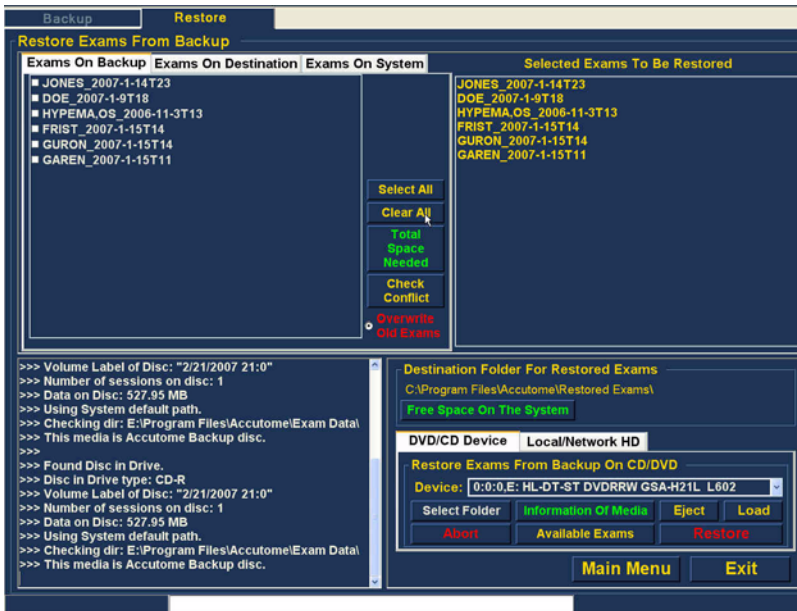 Backup
Restore
Restore Exams From Backup
Exams On Backup
Exams On Destination
Exams On System
JONES_2007-1-14T23
DOE_2007-1-9T18
HYPEMA,OS_2006-11-3T13
FRIST_2007-1-15T14
GURON_2007-1-15T14
GAREN_2007-1-15T11
Select All
Clear All
Total
Space
Needed
Check
Conflict
Overwrite
Old Exams
Selected Exams To Be Restored
JONES_2007-1-14T23
DOE_2007-1-9T18
HYPEMA,OS_2006-11-3T13
FRIST_2007-1-15T14
GURON_2007-1-15T14
GAREN_2007-1-15T11
>>> Volume Label of Disc: "2/21/2007 21:0"
>>> Number of sessions on disc: 1
>>> Data on Disc: 527.95 MB
>>> Using System default path.
>>> Checking dir: E:\Program Files\Accutome\Exam Data\
>>> This media is Accutome Backup disc.
>>>
>>> Found Disc in Drive.
>>> Disc in Drive type: CD-R
>>> Volume Label of Disc: "2/21/2007 21:0"
>>> Number of sessions on disc: 1
>>> Data on Disc: 527.95 MB
>>> Using System default path.
>>> Checking dir: E:\Program Files\Accutome\Exam Data\
>>> This media is Accutome Backup disc.
Destination Folder For Restored Exams
C:\Program Files\Accutome\Restored Exams\
Free Space On The System
DVD/CD Device
Local/Network HD
Restore Exams From Backup On CD/DVD
Device: 0:0:0,E: HL-DT-ST DVDRRW GSA-H21L L602
Select Folder
Information Of Media
Eject
Load
Abort
Available Exams
Restore
Main Menu
Exit